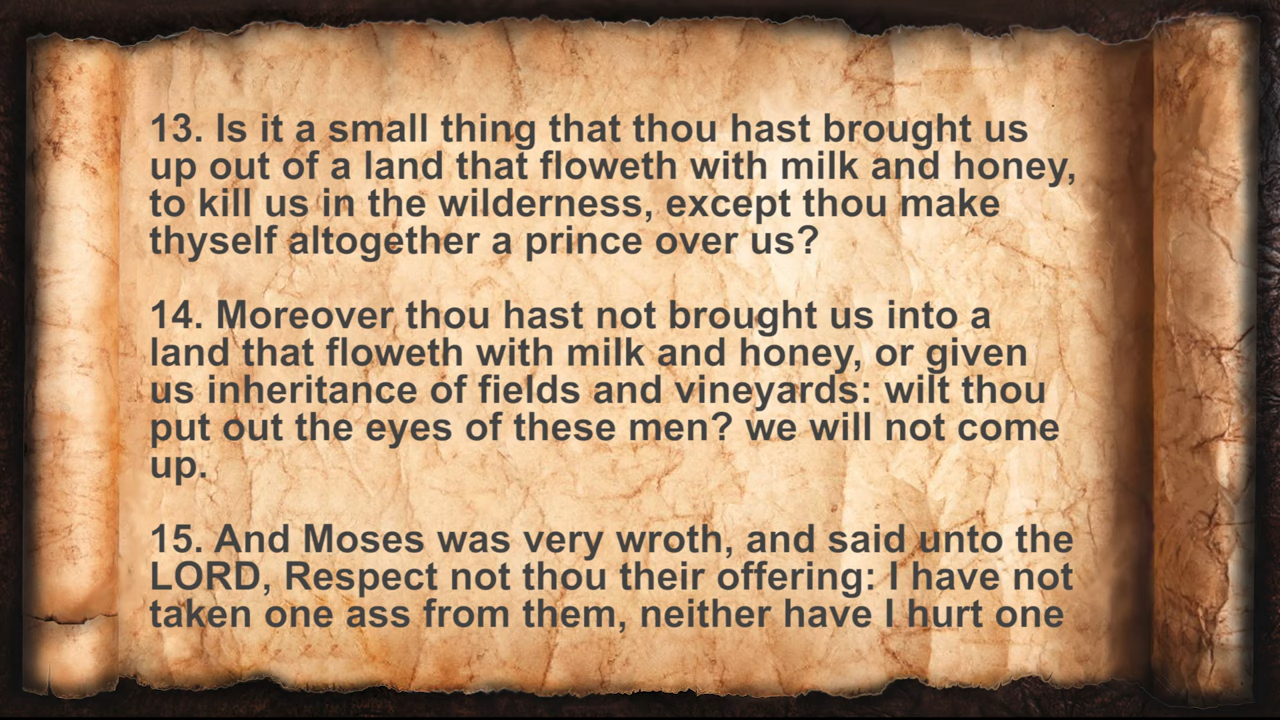 13. Is it a small thing that thou hast brought us
up out of a land that floweth with milk and honey,
to kill us in the wilderness, except thou make
thyself altogether a prince over us?
14. Moreover thou hast not brought us into a
land that floweth with milk and honey, or given
us inheritance of fields and vineyards: wilt thou
put out the eyes of these men? we will not come
up.
15. And Moses was very wroth, and said unto the
LORD, Respect not thou their offering: I have not
taken one ass from them, neither have I hurt one